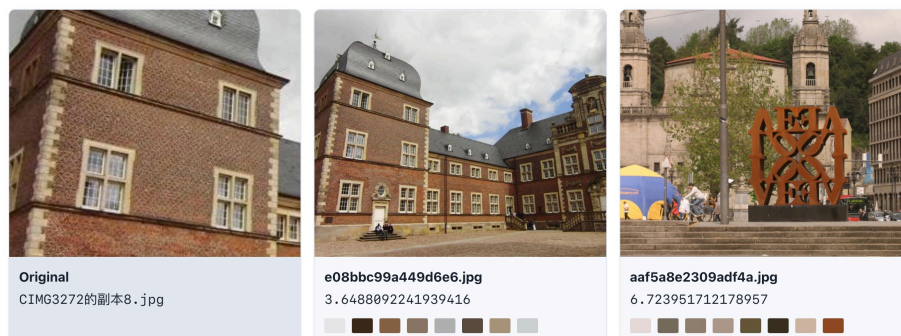 Original
CIMG3272的副本8.jpg
e08bbc99a449d6e6.jpg
3.6488092241939416
aaf5a8e2309adf4a.jpg
6.723951712178957